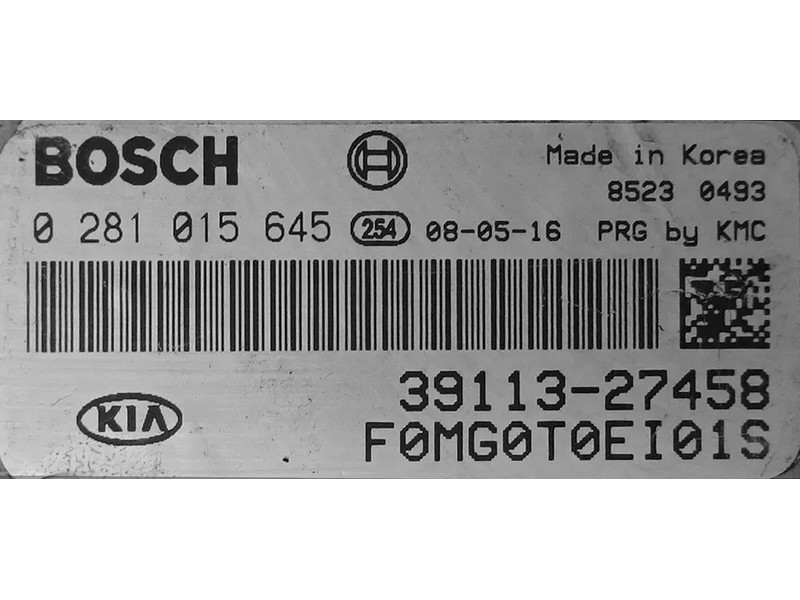 BOSCH
Made in Korea
8523 0493
0 281 015 645 254 08-05-16 PRG by KMC
39113-27458
KIA
F0MG0T0EI01S